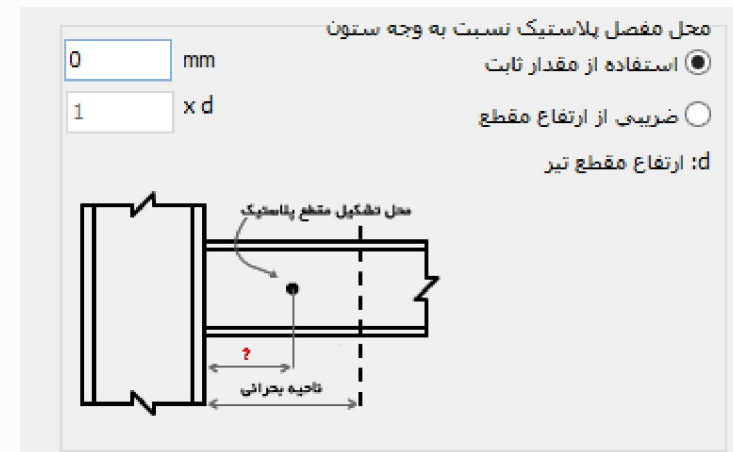 محل مفصل پلاستیک نسبت به وجه ستون
استفاده از مقدار ثابت
0 mm
ضریبی از ارتفاع مقطع
1 x d
d: ارتفاع مقطع تیر
محل تشکیل مقطع پلاستیک
?
ناحیه بحرانی